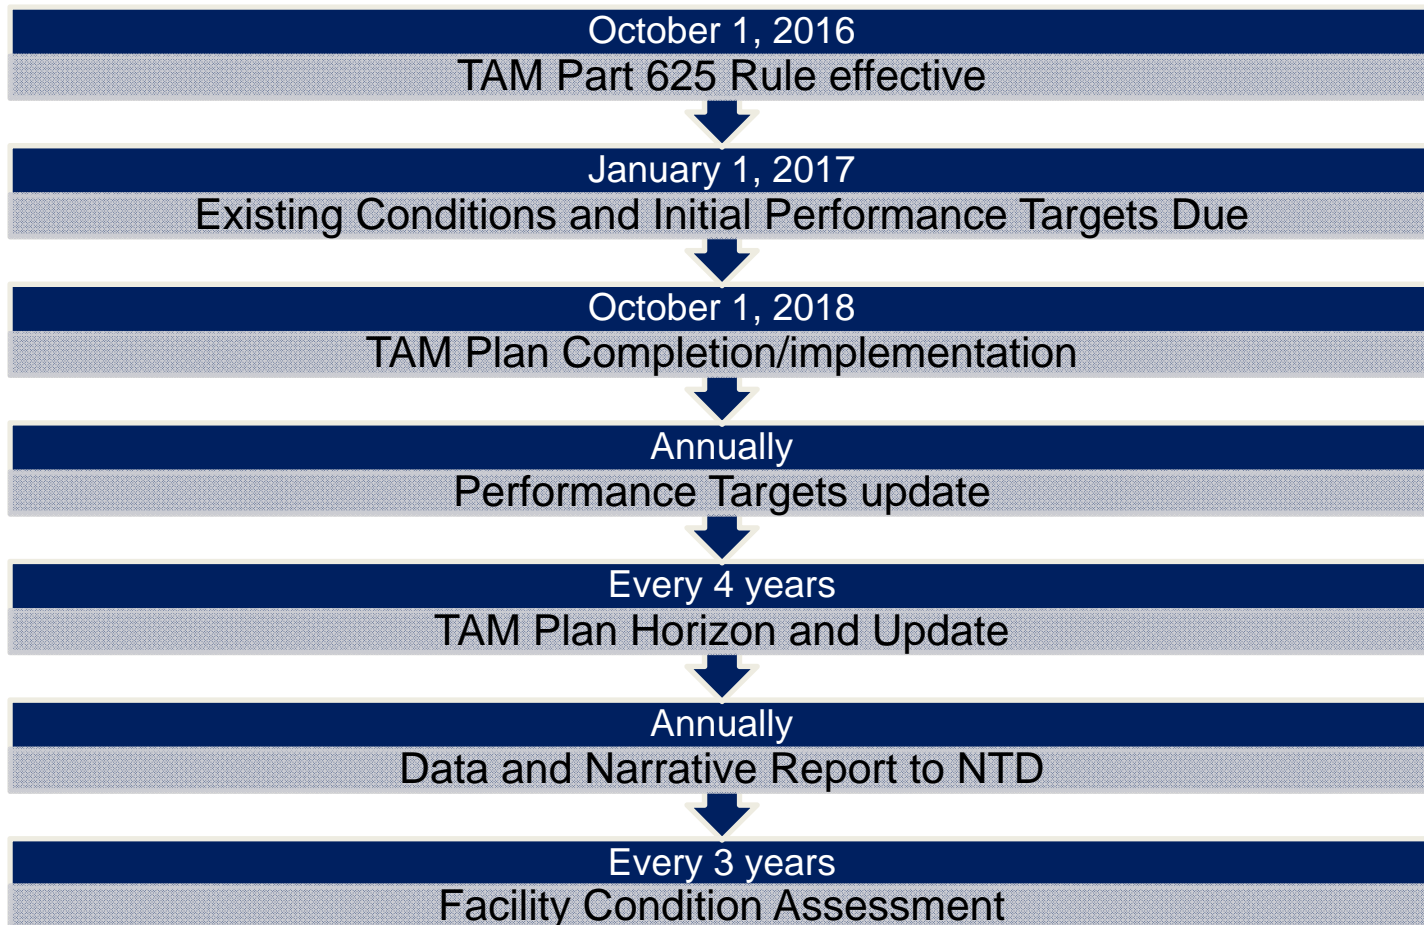 October 1, 2016
TAM Part 625 Rule effective
January 1, 2017
Existing Conditions and Initial Performance Targets Due
October 1, 2018
TAM Plan Completion/implementation
Annually
Performance Targets update
Every 4 years
TAM Plan Horizon and Update
Annually
Data and Narrative Report to NTD
Every 3 years
Facility Condition Assessment